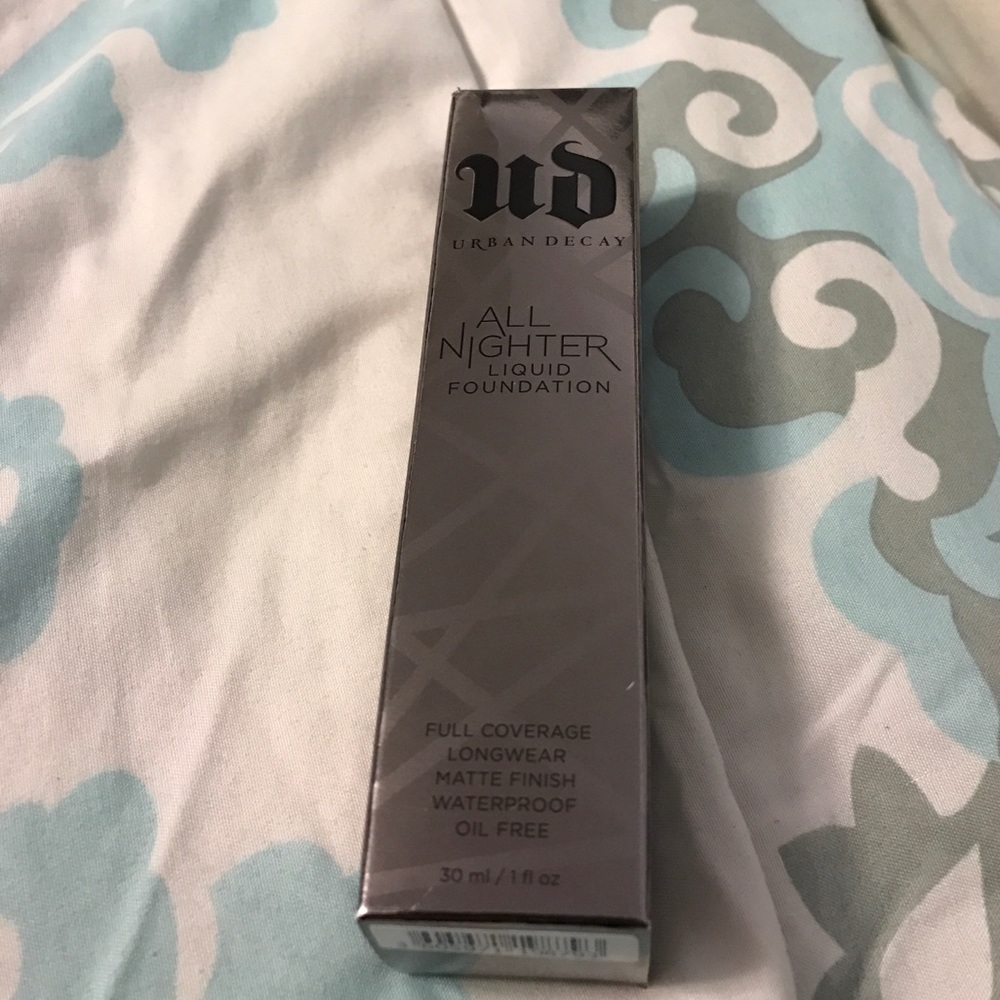 ud
URBAN DECAY
ALL
NIGHTER
LIQUID
FOUNDATION
FULL COVERAGE
LONGWEAR
MATTE FINISH
WATERPROOF
OIL FREE
30 ml / 1 fl oz